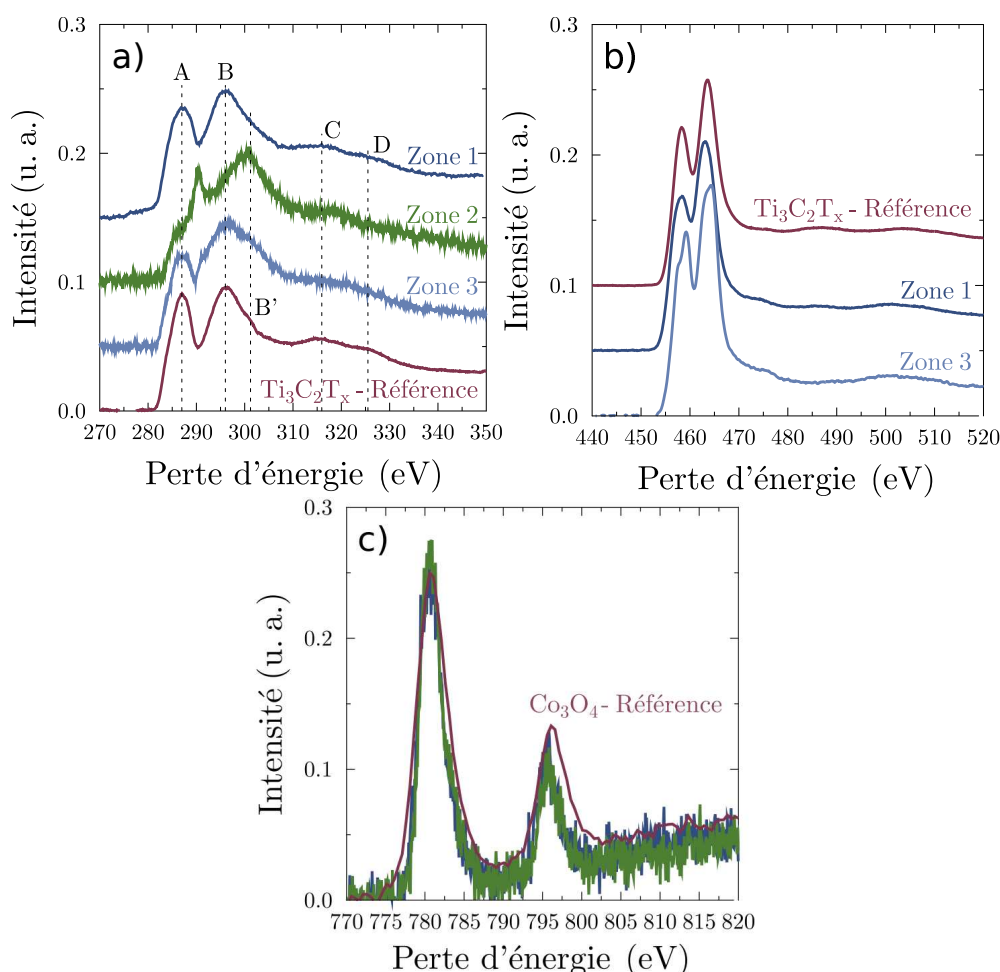 a)
A
B
C
D
Zone 1
Zone 2
Zone 3
B'
Ti₃C₂Tₓ - Référence
0.3
0.2
0.1
0.0
Intensité (u. a.)
270 280 290 300 310 320 330 340 350
Perte d'énergie (eV)
b)
Ti₃C₂Tₓ - Référence
Zone 1
Zone 3
0.3
0.2
0.1
0.0
Intensité (u. a.)
440 450 460 470 480 490 500 510 520
Perte d'énergie (eV)
c)
Co₃O₄ - Référence
0.3
0.2
0.1
0.0
Intensité (u. a.)
770 775 780 785 790 795 800 805 810 815 820
Perte d'énergie (eV)